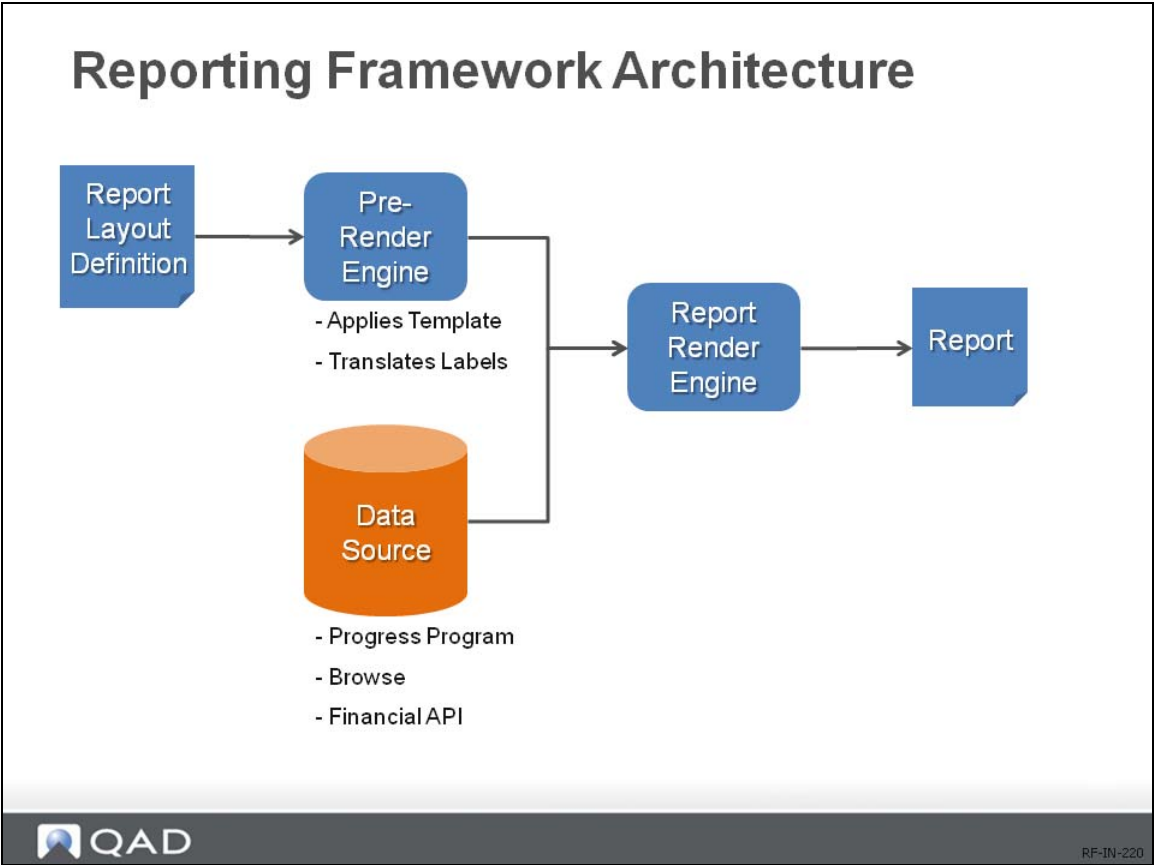 Reporting Framework Architecture
Report
Layout
Definition
Pre-
Render
Engine
- Applies Template
- Translates Labels
Report
Render
Engine
Report
Data
Source
- Progress Program
- Browse
- Financial API
QAD
RF-IN-220